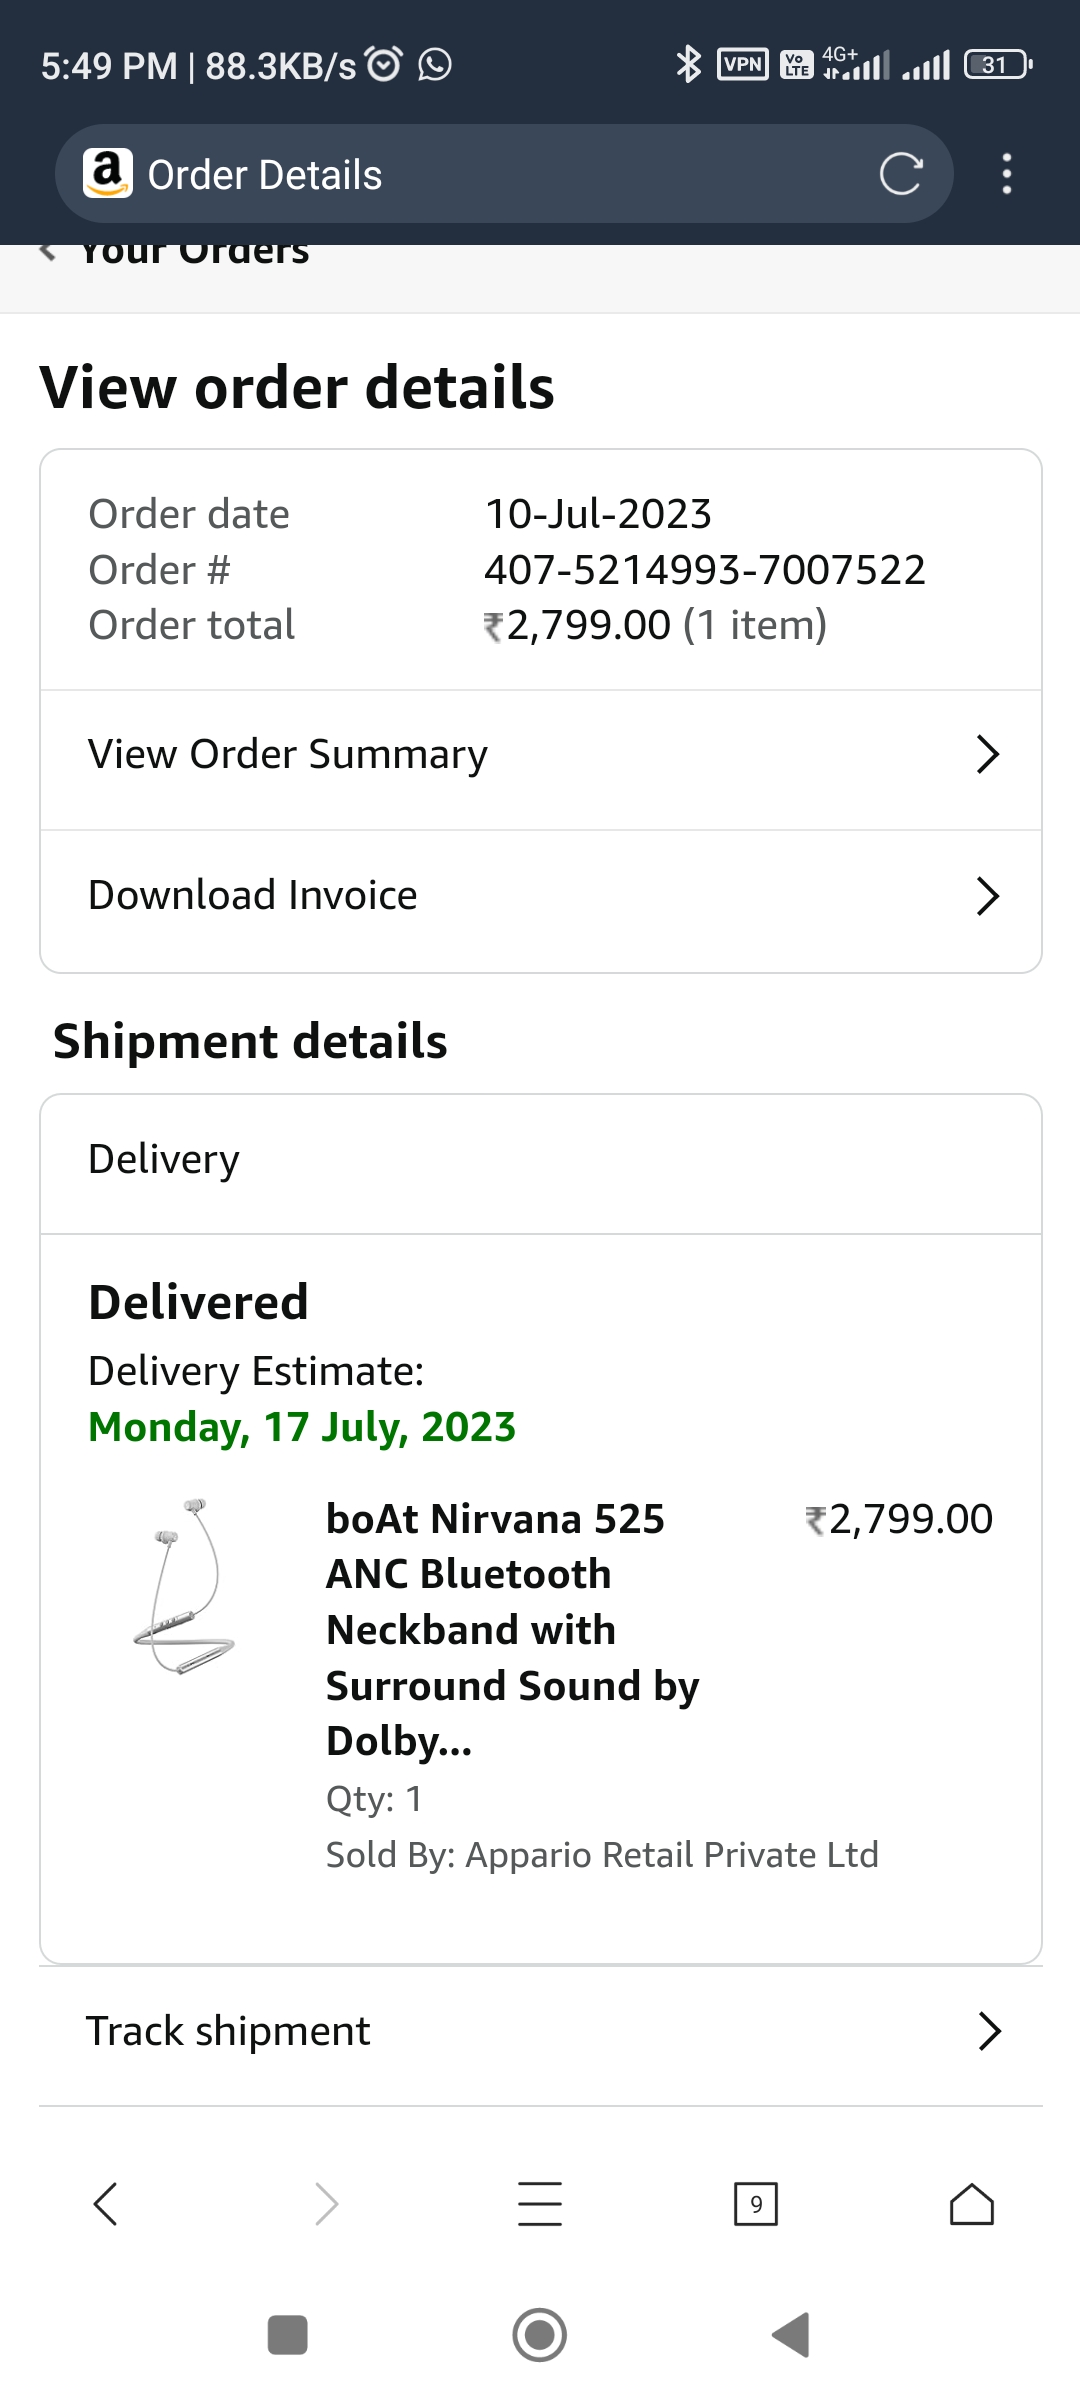 5:49 PM | 88.3KB/s VPN Vo LTE 4G+ 31
a Order Details
Your Orders
View order details
Order date 10-Jul-2023
Order # 407-5214993-7007522
Order total ₹2,799.00 (1 item)
View Order Summary
Download Invoice
Shipment details
Delivery
Delivered
Delivery Estimate:
Monday, 17 July, 2023
boAt Nirvana 525 ₹2,799.00
ANC Bluetooth
Neckband with
Surround Sound by
Dolby...
Qty: 1
Sold By: Appario Retail Private Ltd
Track shipment
9